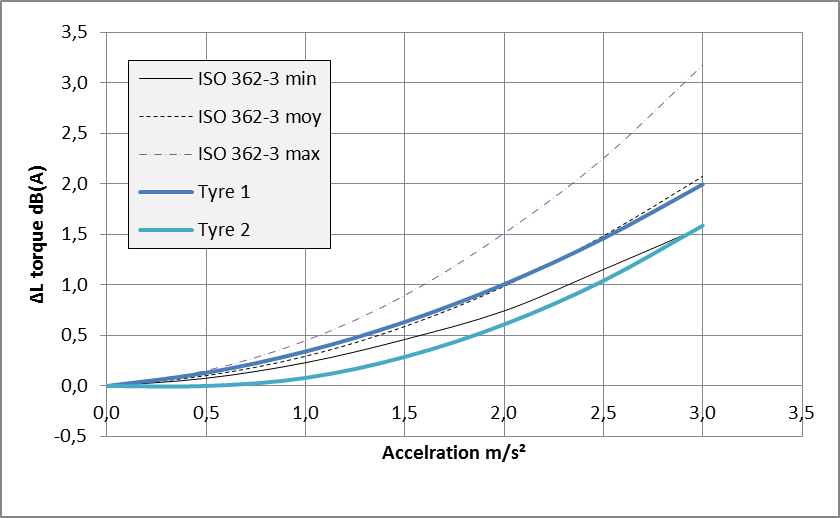 3,5
3,0
2,5
2,0
1,5
1,0
0,5
0,0
-0,5
ΔL torque dB(A)
ISO 362-3 min
ISO 362-3 moy
ISO 362-3 max
Tyre 1
Tyre 2
0,0 0,5 1,0 1,5 2,0 2,5 3,0 3,5
Accelration m/s²